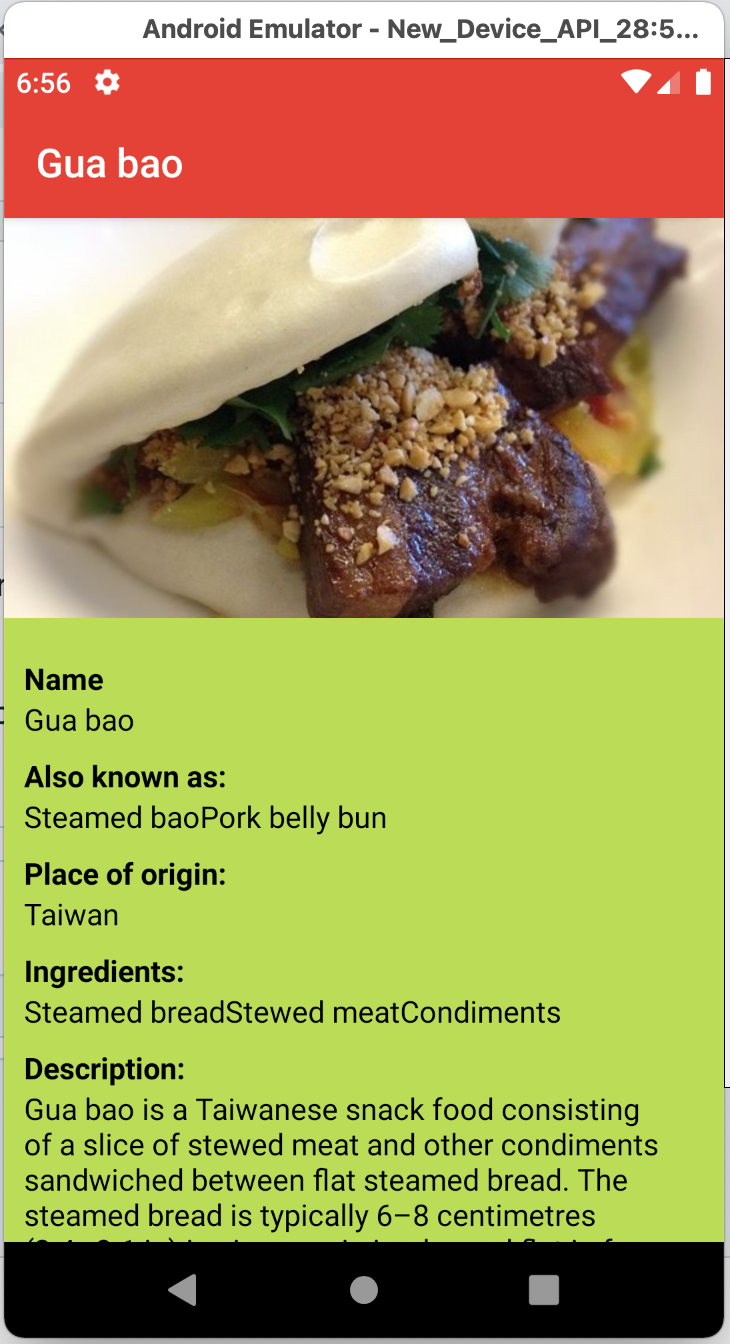 Android Emulator - New_Device_API_28:5...
6:56
Gua bao
Name
Gua bao
Also known as:
Steamed baoPork belly bun
Place of origin:
Taiwan
Ingredients:
Steamed breadStewed meatCondiments
Description:
Gua bao is a Taiwanese snack food consisting
of a slice of stewed meat and other condiments
sandwiched between flat steamed bread. The
steamed bread is typically 6–8 centimetres